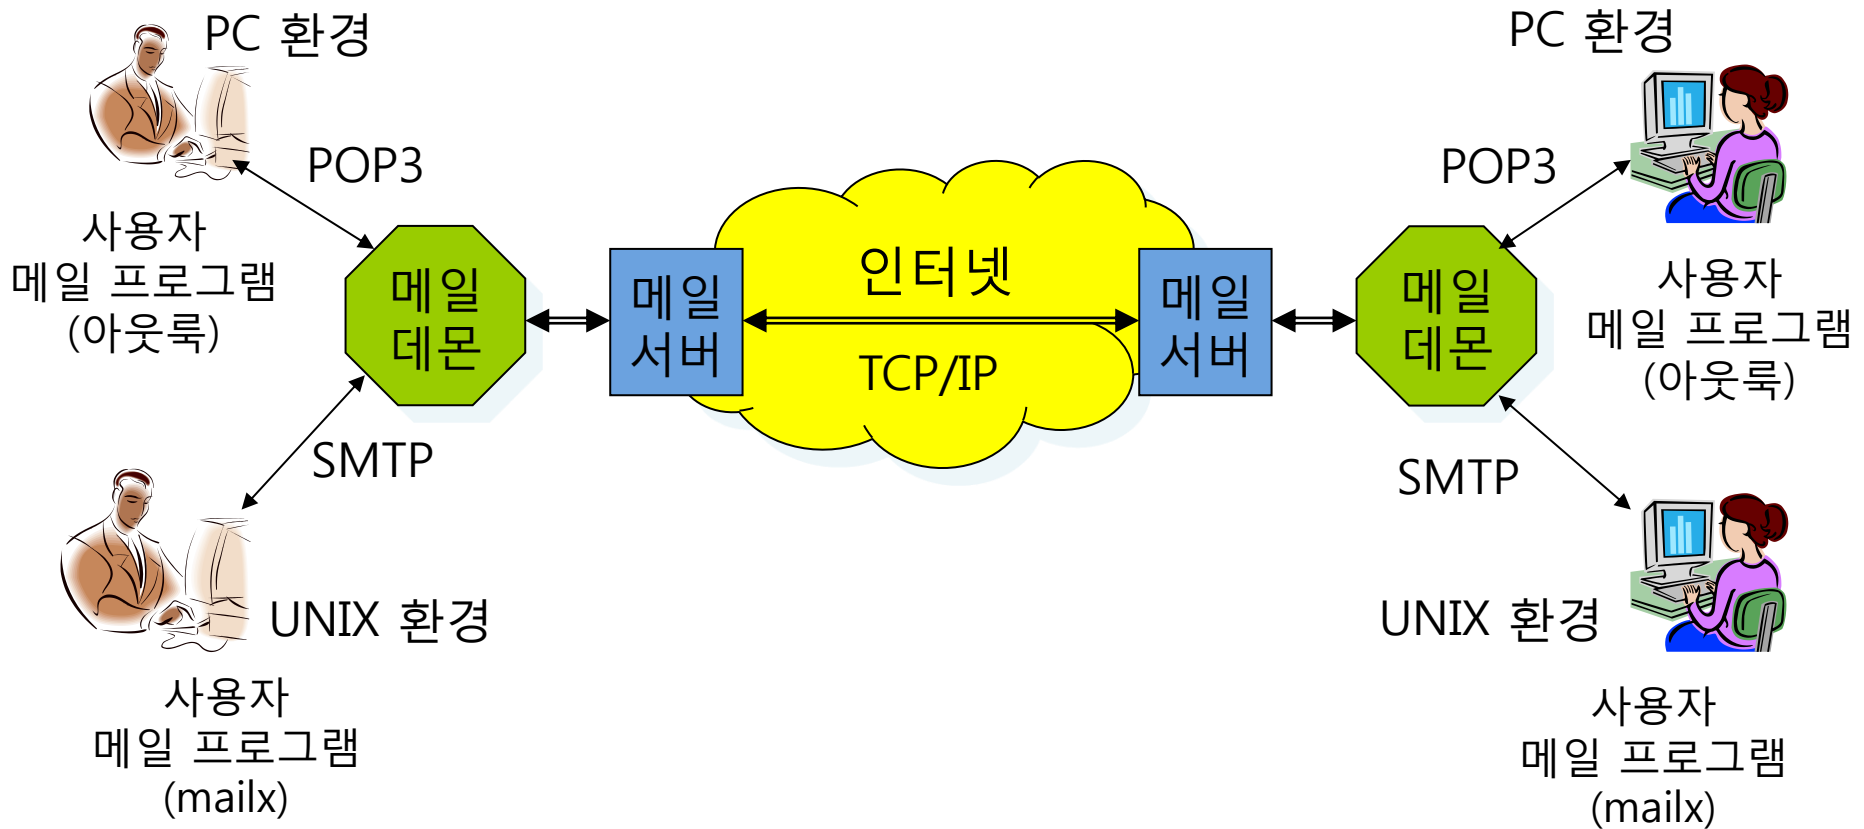 PC 환경
POP3
사용자
메일 프로그램
(아웃룩)
메일
데몬
SMTP
UNIX 환경
사용자
메일 프로그램
(mailx)
메일
서버
인터넷
TCP/IP
메일
서버
메일
데몬
PC 환경
POP3
사용자
메일 프로그램
(아웃룩)
SMTP
UNIX 환경
사용자
메일 프로그램
(mailx)